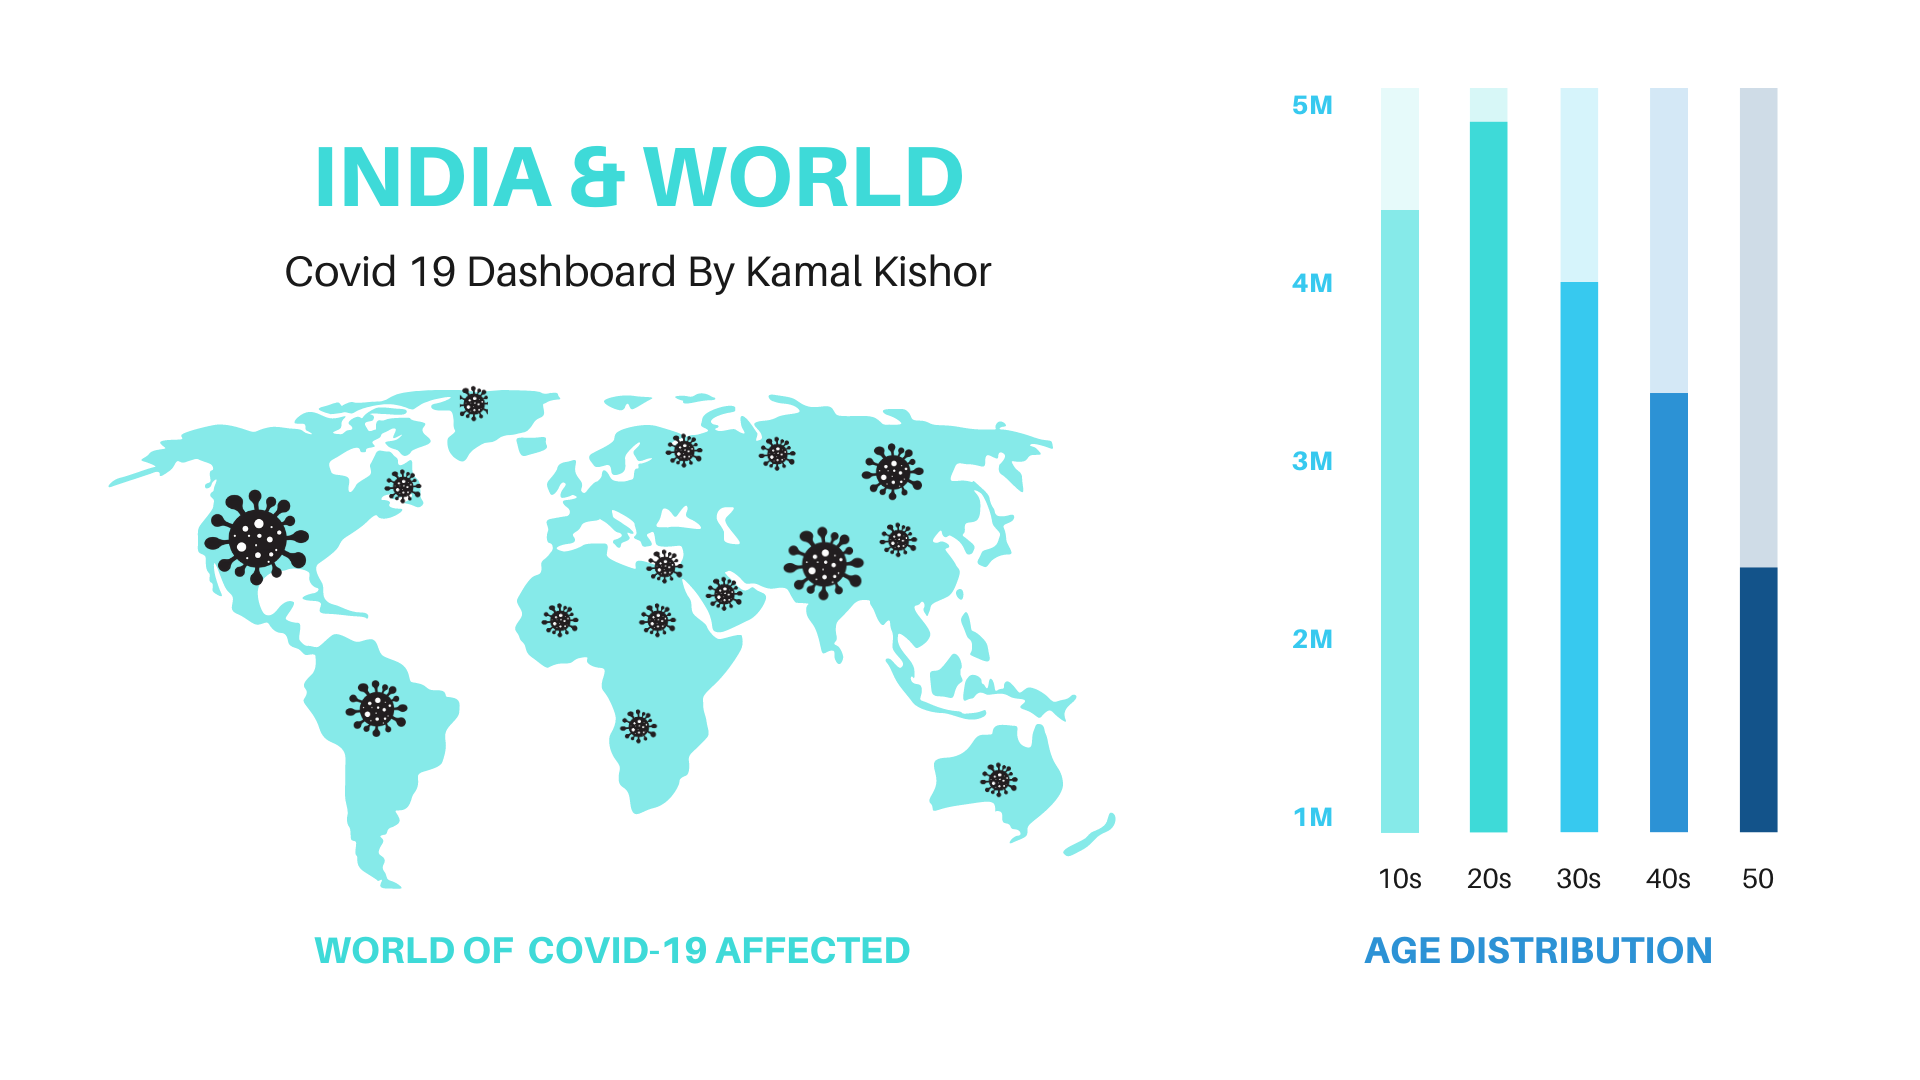 INDIA & WORLD
Covid 19 Dashboard By Kamal Kishor
WORLD OF COVID-19 AFFECTED
5M
4M
3M
2M
1M
10s 20s 30s 40s 50
AGE DISTRIBUTION